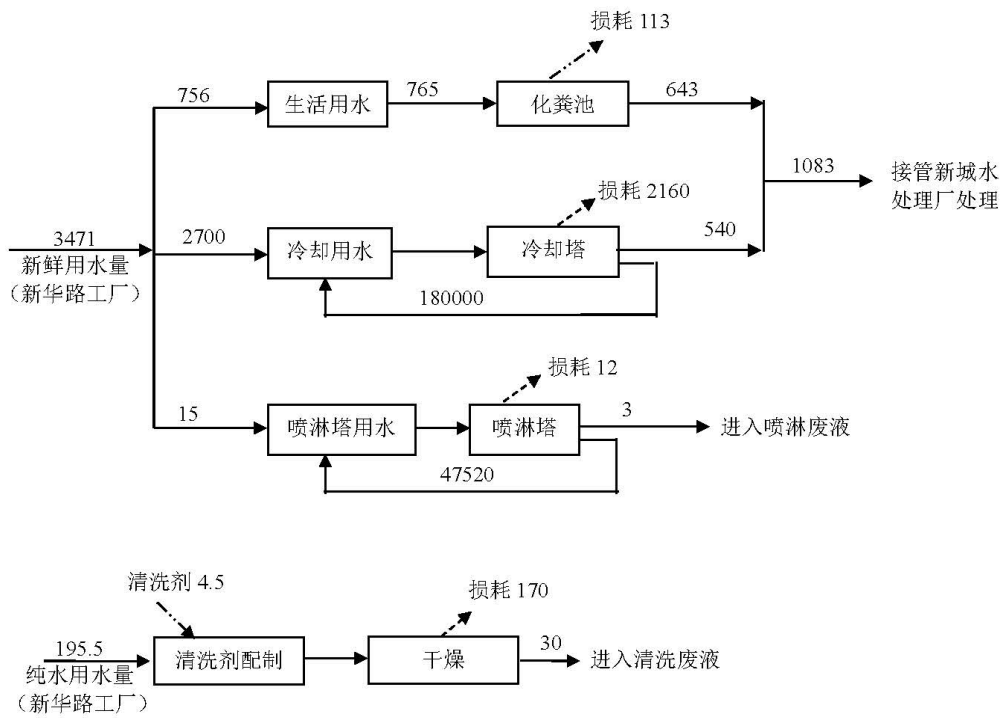 损耗 113
756
生活用水
765
化粪池
643
1083
接管新城水
处理厂处理
损耗 2160
3471
新鲜用水量
（新华路工厂）
2700
冷却用水
冷却塔
540
180000
损耗 12
15
喷淋塔用水
喷淋塔
3
进入喷淋废液
47520
清洗剂 4.5
损耗 170
195.5
纯水用水量
（新华路工厂）
清洗剂配制
干燥
30
进入清洗废液